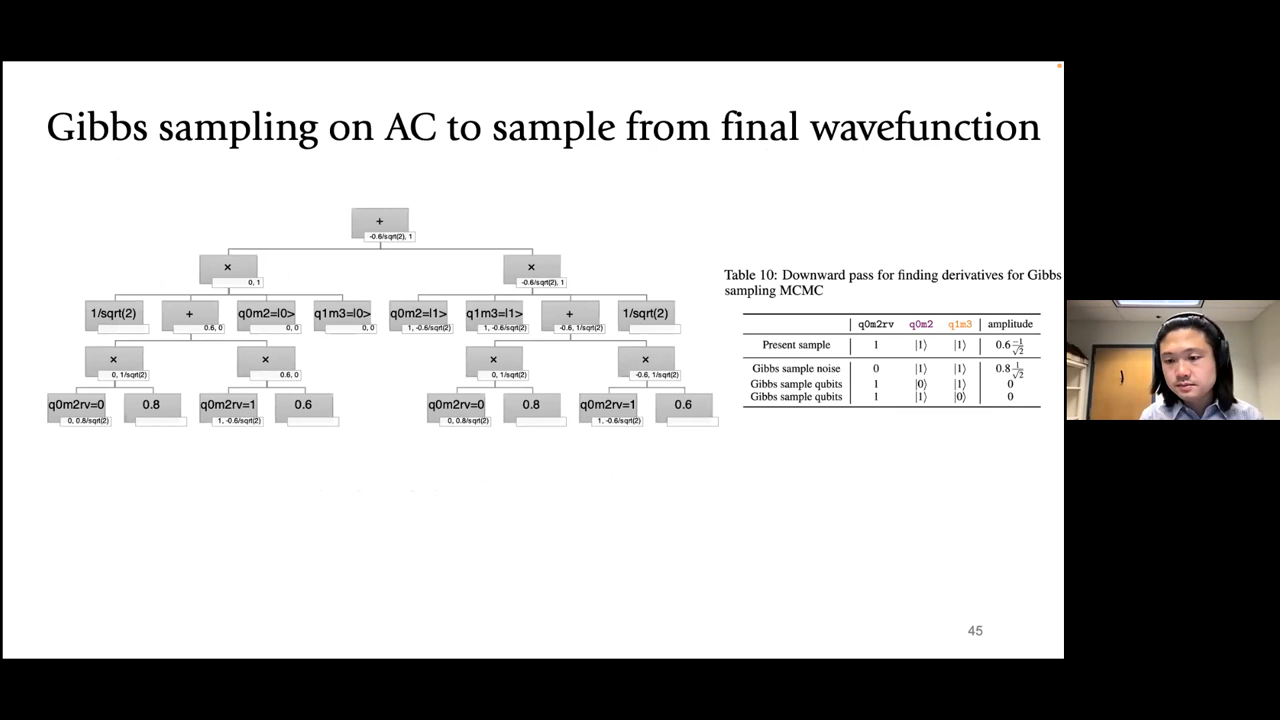 Gibbs sampling on AC to sample from final wavefunction
+
-0.6/sqrt(2), 1
× ×
0, 1 -0.6/sqrt(2), 1
1/sqrt(2) + q0m2=|0> q1m3=|0> q0m2=|1> q1m3=|1> + 1/sqrt(2)
0.6, 0 0, 0 0, 0 1, -0.6/sqrt(2) 1, -0.6/sqrt(2) -0.6, 1/sqrt(2)
× × × ×
0, 1/sqrt(2) 0.6, 0 0, 1/sqrt(2) -0.6, 1/sqrt(2)
q0m2rv=0 0.8 q0m2rv=1 0.6 q0m2rv=0 0.8 q0m2rv=1 0.6
0, 0.8/sqrt(2) 1, -0.6/sqrt(2) 0, 0.8/sqrt(2) 1, -0.6/sqrt(2)
Table 10: Downward pass for finding derivatives for Gibbs
sampling MCMC
q0m2rv q0m2 q1m3 amplitude
Present sample 1 |1⟩ |1⟩ 0.6 -1/√2
Gibbs sample noise 0 |1⟩ |1⟩ 0.8 1/√2
Gibbs sample qubits 1 |0⟩ |1⟩ 0
Gibbs sample qubits 1 |1⟩ |0⟩ 0
45